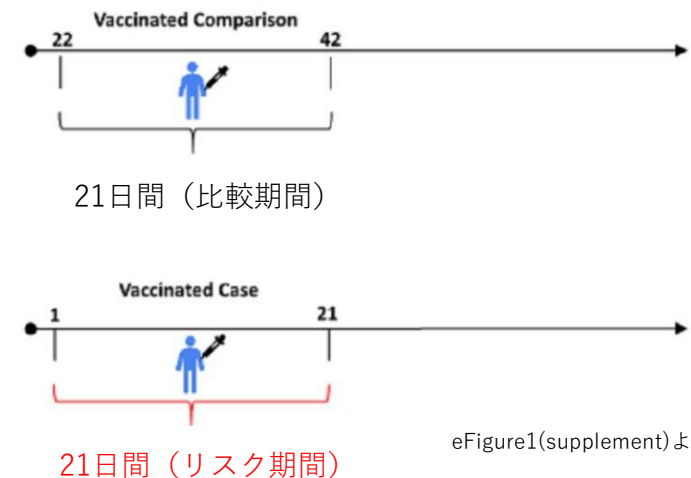 Vaccinated Comparison
22 42
21日間（比較期間）
Vaccinated Case
1 21
eFigure1(supplement)よ
21日間（リスク期間）